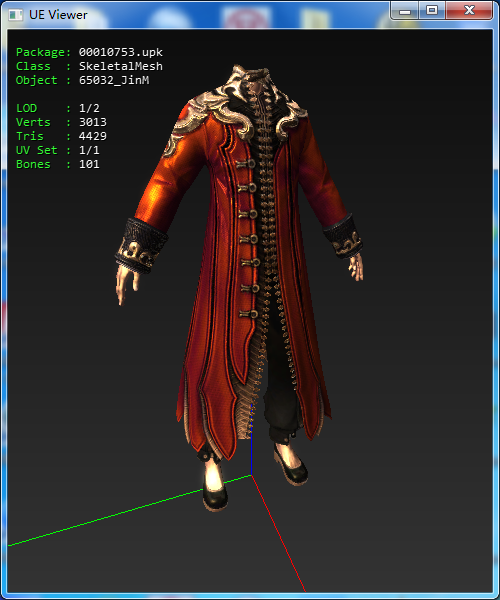 UE Viewer
Package: 00010753.upk
Class : SkeletalMesh
Object : 65032_JinM
LOD : 1/2
Verts : 3013
Tris : 4429
UV Set : 1/1
Bones : 101